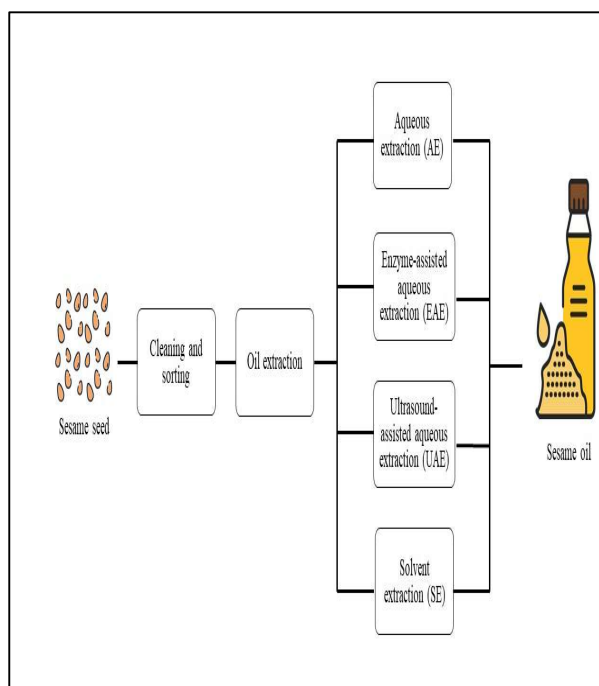 Sesame seed
Cleaning and
sorting
Oil extraction
Aqueous
extraction (AE)
Enzyme-assisted
aqueous
extraction (EAE)
Ultrasound-
assisted aqueous
extraction (UAE)
Solvent
extraction (SE)
Sesame oil